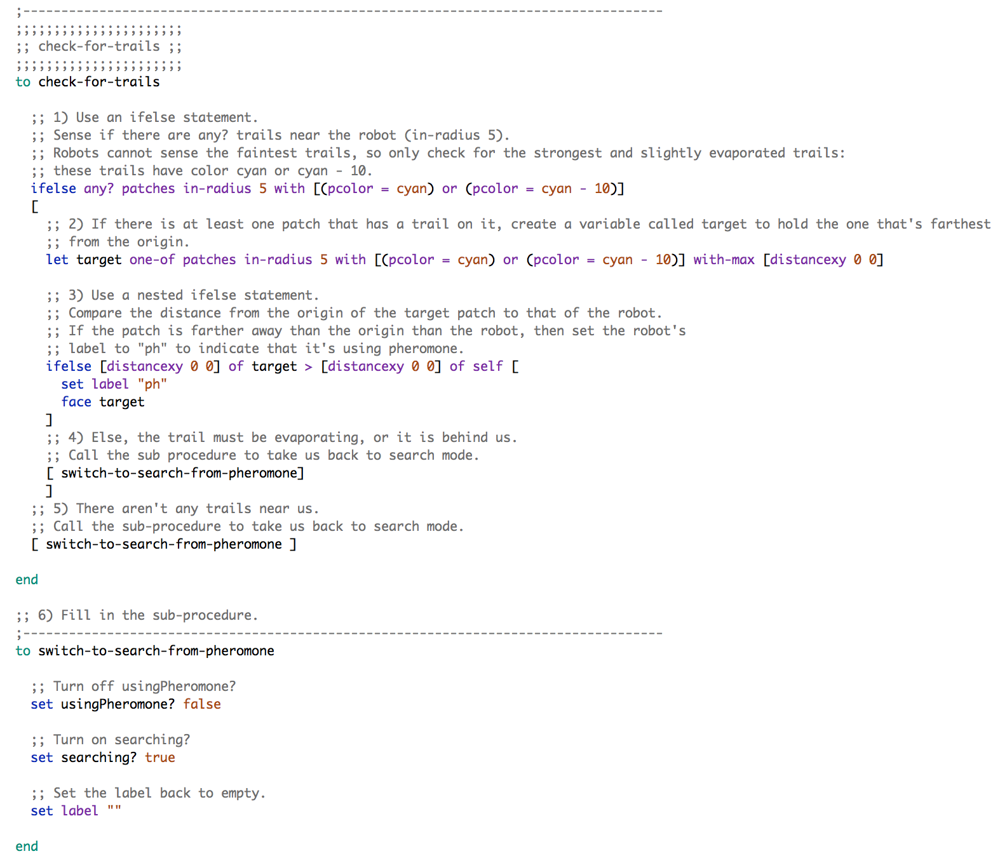 ;------------------------------------------------------------------------------------
;;;;;;;;;;;;;;;;;;;;;;
;; check-for-trails ;;
;;;;;;;;;;;;;;;;;;;;;;
to check-for-trails
  ;; 1) Use an ifelse statement.
  ;; Sense if there are any? trails near the robot (in-radius 5).
  ;; Robots cannot sense the faintest trails, so only check for the strongest and slightly evaporated trails:
  ;; these trails have color cyan or cyan - 10.
  ifelse any? patches in-radius 5 with [(pcolor = cyan) or (pcolor = cyan - 10)]
  [
    ;; 2) If there is at least one patch that has a trail on it, create a variable called target to hold the one that's farthest
    ;; from the origin.
    let target one-of patches in-radius 5 with [(pcolor = cyan) or (pcolor = cyan - 10)] with-max [distancexy 0 0]
    ;; 3) Use a nested ifelse statement.
    ;; Compare the distance from the origin of the target patch to that of the robot.
    ;; If the patch is farther away than the origin than the robot, then set the robot's
    ;; label to "ph" to indicate that it's using pheromone.
    ifelse [distancexy 0 0] of target > [distancexy 0 0] of self [
      set label "ph"
      face target
    ]
    ;; 4) Else, the trail must be evaporating, or it is behind us.
    ;; Call the sub procedure to take us back to search mode.
    [ switch-to-search-from-pheromone]
    ]
  ;; 5) There aren't any trails near us.
  ;; Call the sub-procedure to take us back to search mode.
  [ switch-to-search-from-pheromone ]
end
;; 6) Fill in the sub-procedure.
;------------------------------------------------------------------------------------
to switch-to-search-from-pheromone
  ;; Turn off usingPheromone?
  set usingPheromone? false
  ;; Turn on searching?
  set searching? true
  ;; Set the label back to empty.
  set label ""
end